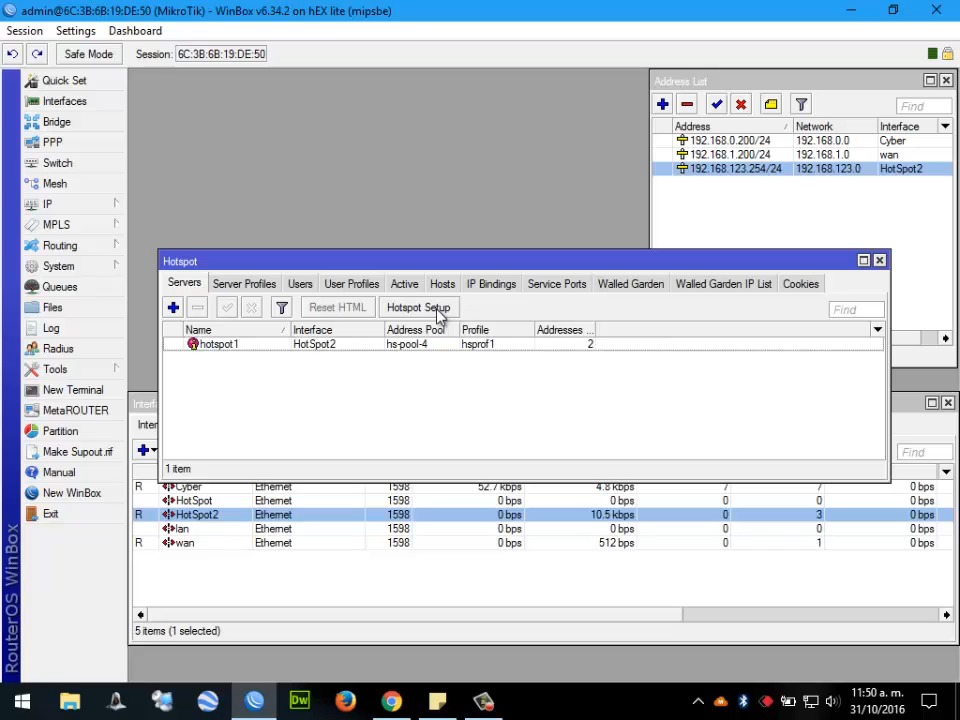 admin@6C:3B:6B:19:DE:50 (MikroTik) - WinBox v6.34.2 on hEX lite (mipsbe)
Session Settings Dashboard
Safe Mode Session: 6C:3B:6B:19:DE:50
Quick Set
Interfaces
Bridge
PPP
Switch
Mesh
IP
MPLS
Routing
System
Queues
Files
Log
Radius
Tools
New Terminal
MetaROUTER
Partition
Make Supout.rif
Manual
New WinBox
Exit
RouterOS WinBox
Address List
Find
Address Network Interface
192.168.0.200/24 192.168.0.0 Cyber
192.168.1.200/24 192.168.1.0 wan
192.168.123.254/24 192.168.123.0 HotSpot2
Hotspot
Servers Server Profiles Users User Profiles Active Hosts IP Bindings Service Ports Walled Garden Walled Garden IP List Cookies
Reset HTML Hotspot Setup Find
Name Interface Address Pool Profile Addresses ...
hotspot1 HotSpot2 hs-pool-4 hsprof1 2
1 item
Find
R Cyber Ethernet 1598 52.7 kbps 4.8 kbps 7 7 0 bps
HotSpot Ethernet 1598 0 bps 0 bps 0 0 0 bps
R HotSpot2 Ethernet 1598 0 bps 10.5 kbps 0 3 0 bps
lan Ethernet 1598 0 bps 0 bps 0 0 0 bps
R wan Ethernet 1598 0 bps 512 bps 0 1 0 bps
5 items (1 selected)
Dw
11:50 a. m.
31/10/2016